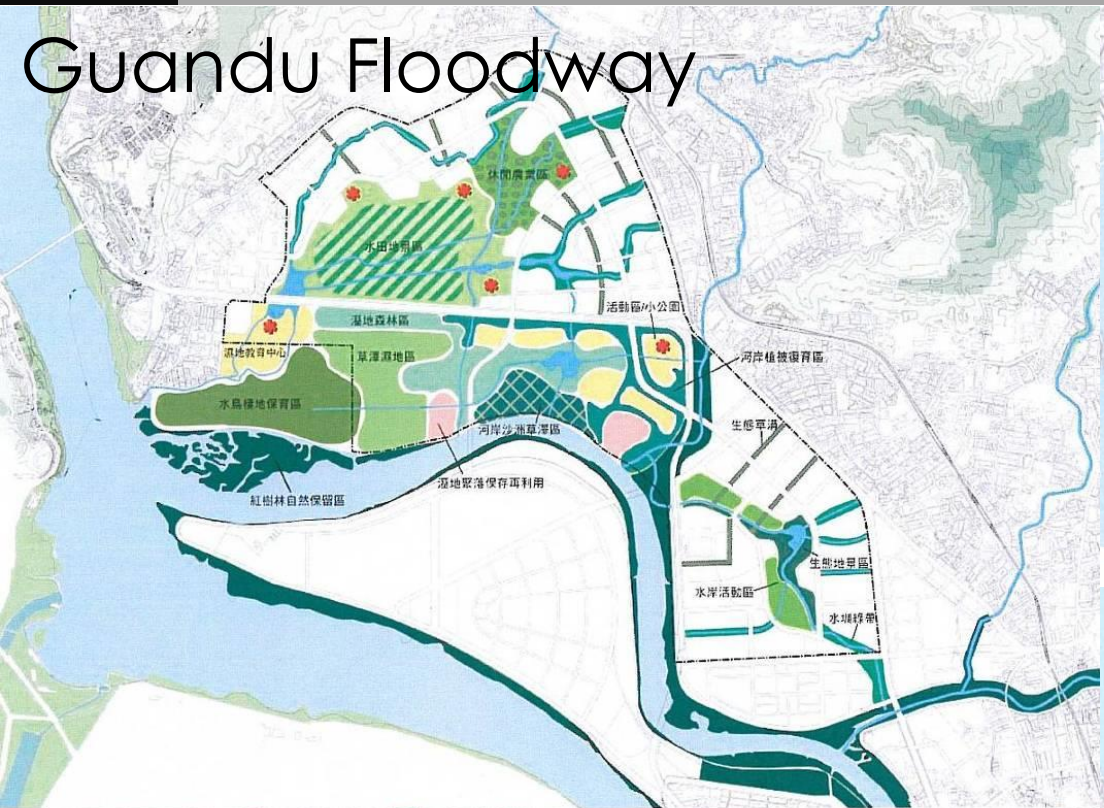 Guandu Floodway
休閒農業區
水田地景區
活動區/小公園
溼地森林區
濕地教育中心
草澤濕地區
河岸植被復育區
水鳥棲地保育區
河岸沙洲草澤區
生態草溝
溼地聚落保存再利用
紅樹林自然保留區
生態地景區
水岸活動區
水圳綠帶